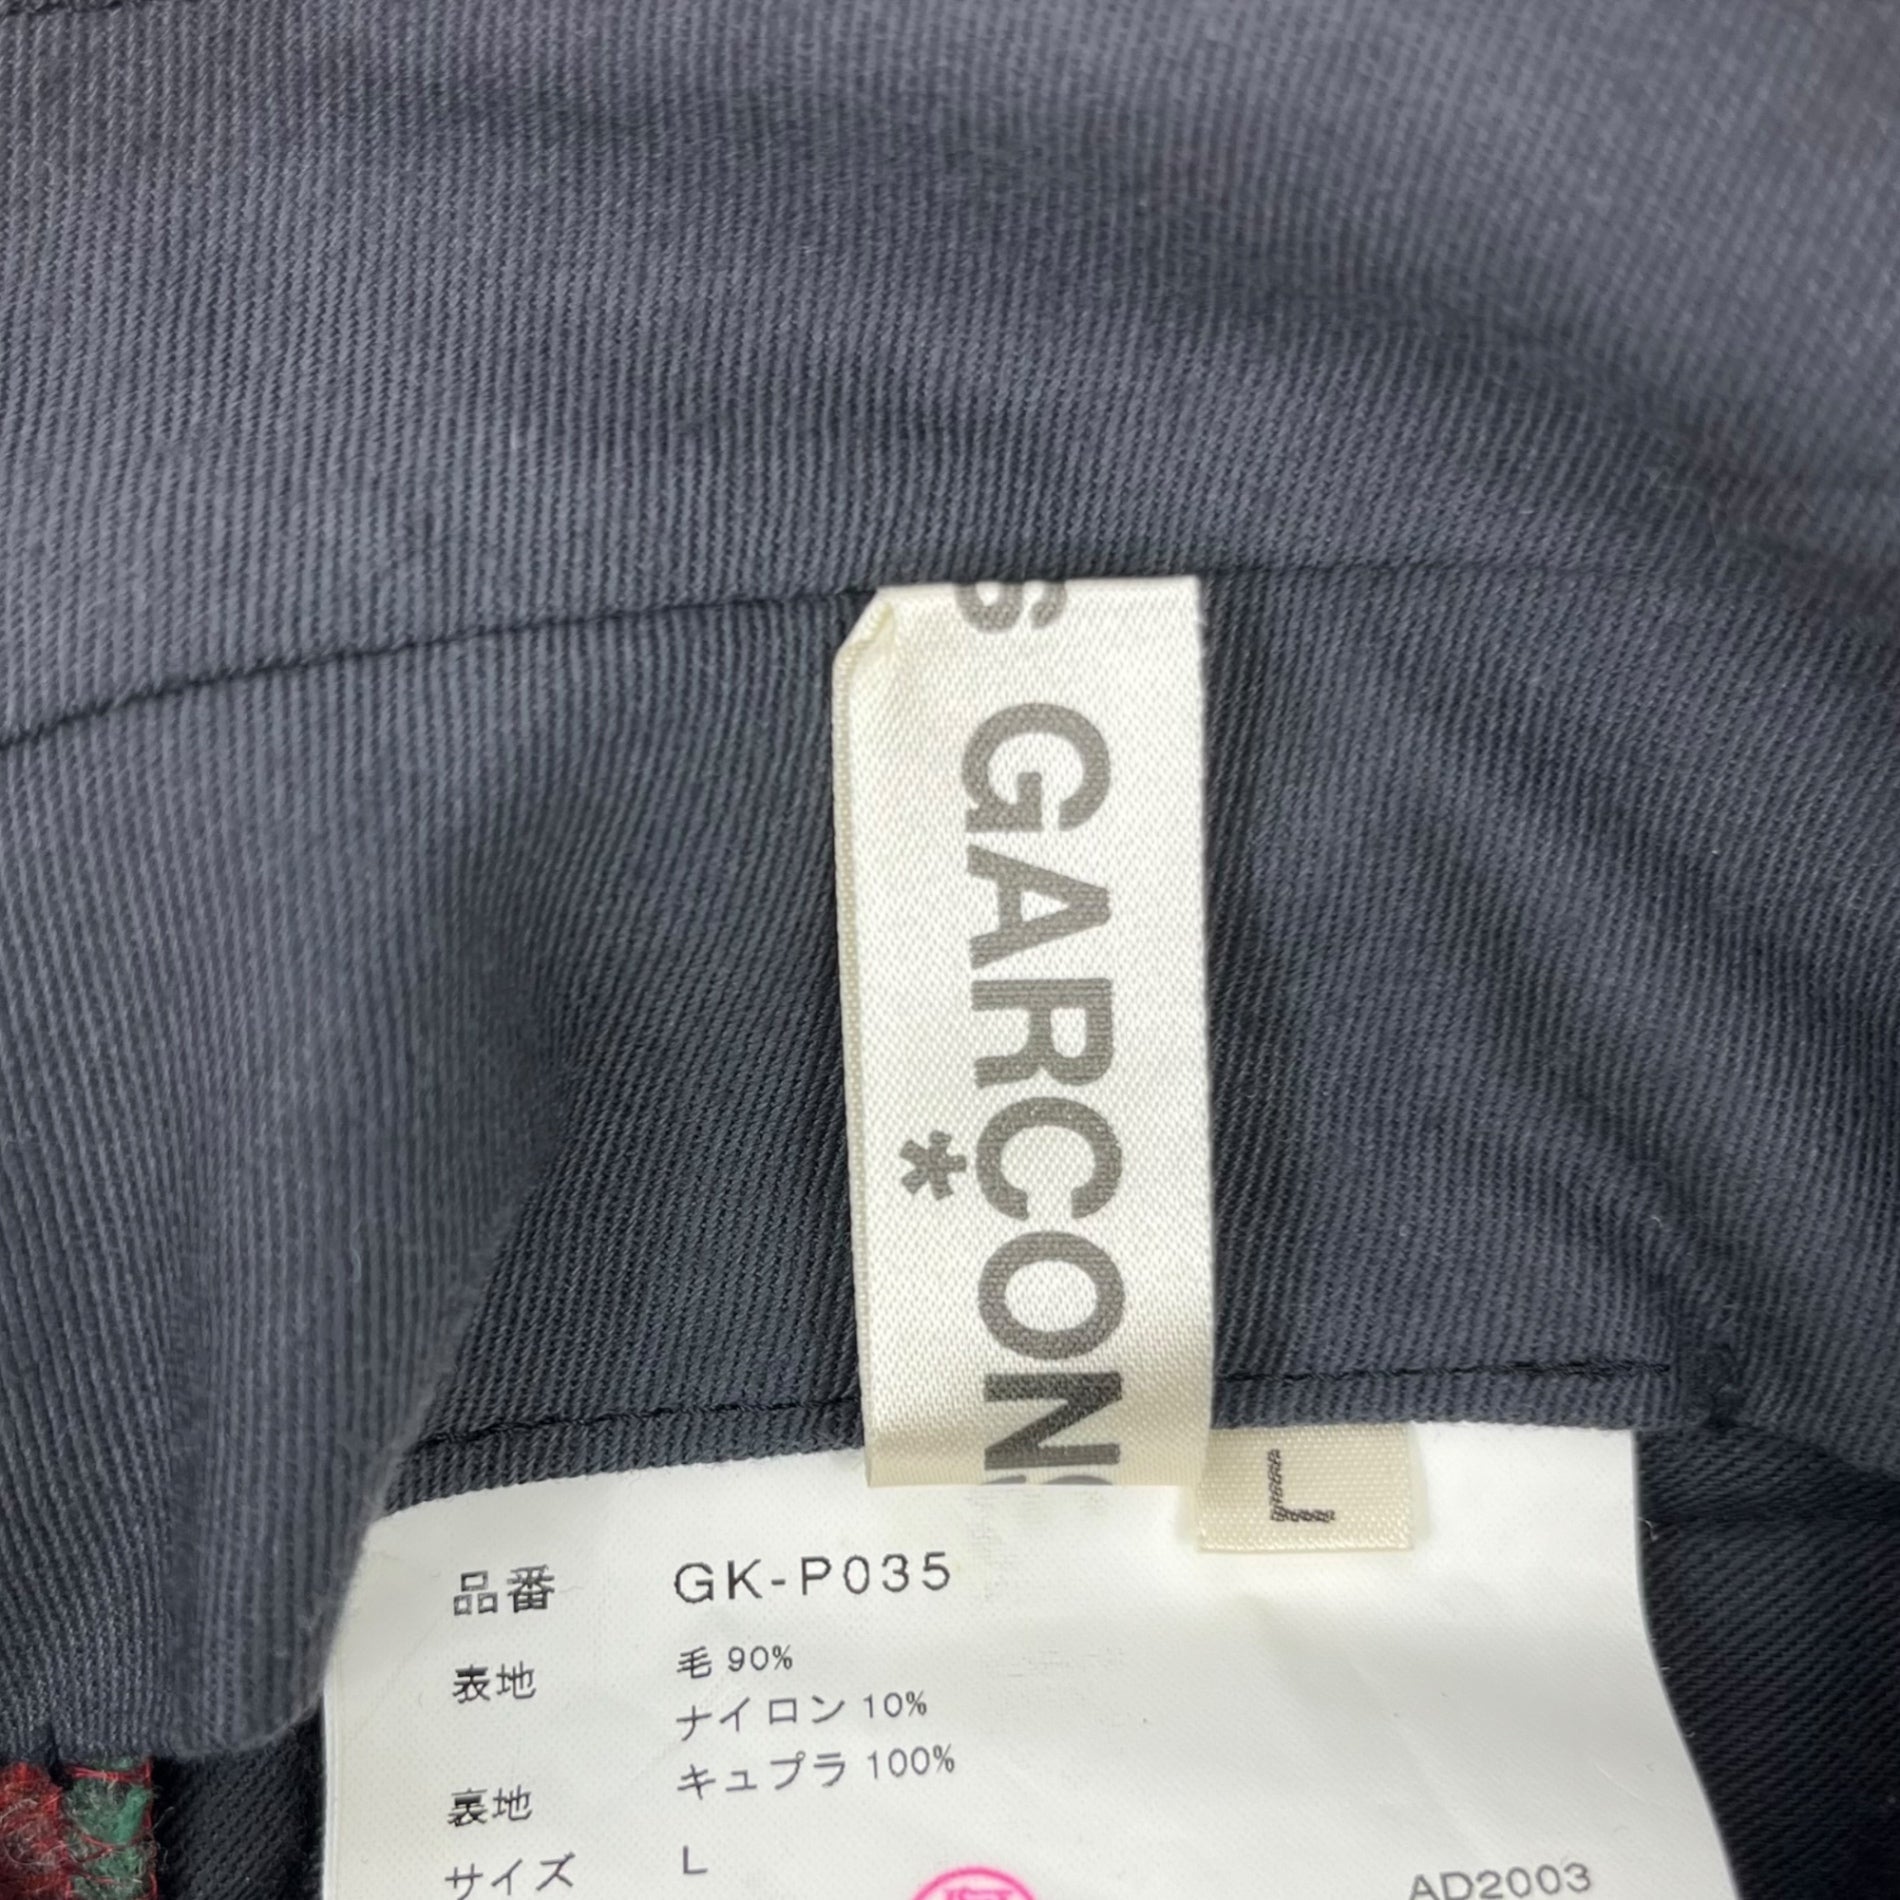 S GARCONS
*
L
品番 GK-P035
表地 毛 90%
ナイロン 10%
裏地 キュプラ 100%
サイズ L
AD2003